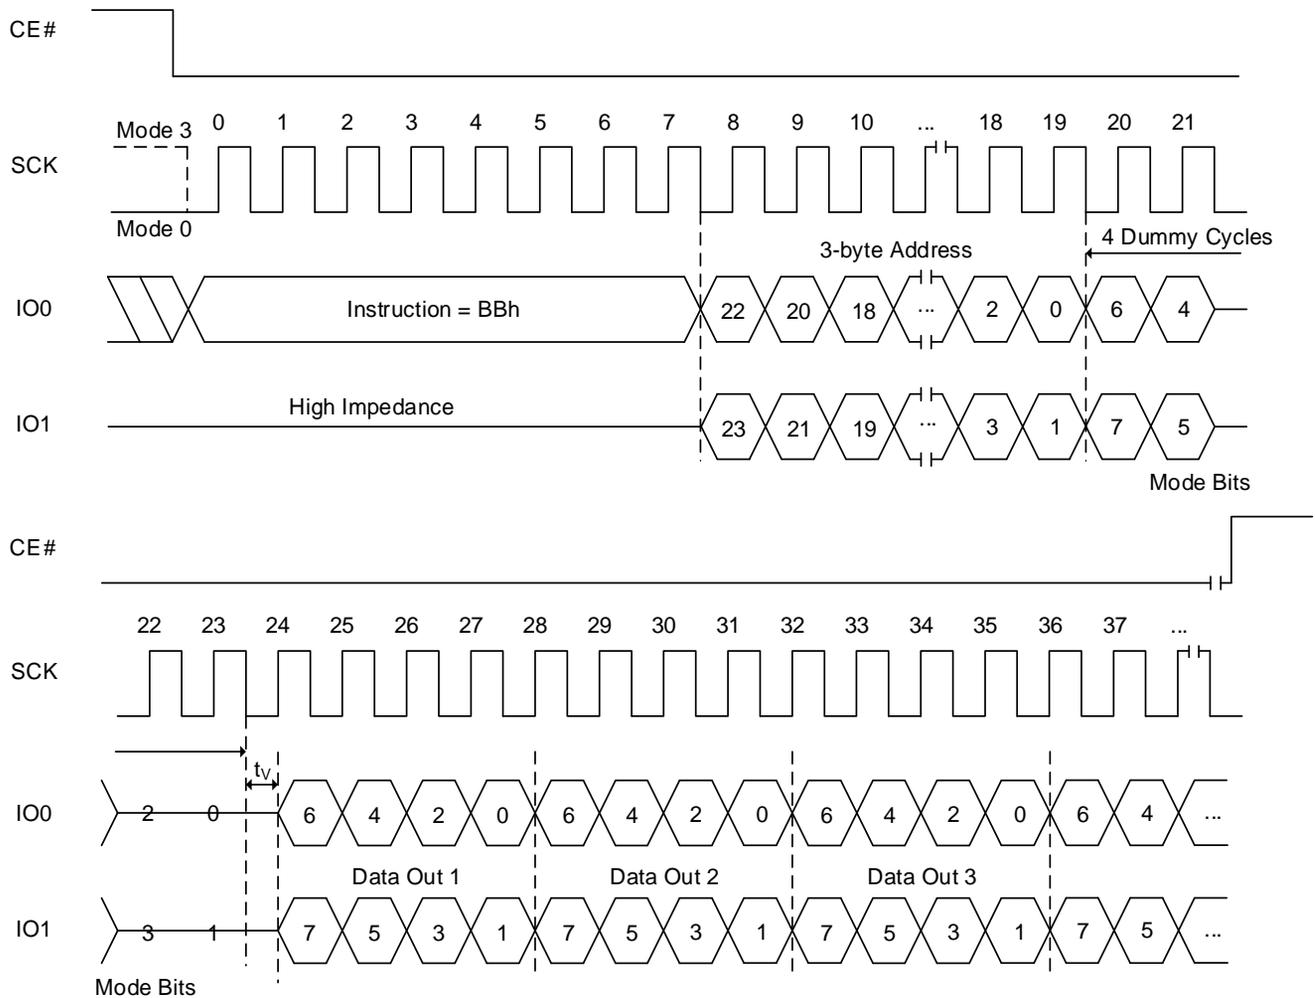 CE#
Mode 3 0 1 2 3 4 5 6 7 8 9 10 ... 18 19 20 21
SCK
Mode 0
3-byte Address
4 Dummy Cycles
IO0 Instruction = BBh 22 20 18 ... 2 0 6 4
High Impedance
IO1 23 21 19 ... 3 1 7 5
Mode Bits
CE#
22 23 24 25 26 27 28 29 30 31 32 33 34 35 36 37 ...
SCK
tV
IO0 2 0 6 4 2 0 6 4 2 0 6 4 2 0 6 4 ...
Data Out 1 Data Out 2 Data Out 3
IO1 3 1 7 5 3 1 7 5 3 1 7 5 3 1 7 5 ...
Mode Bits